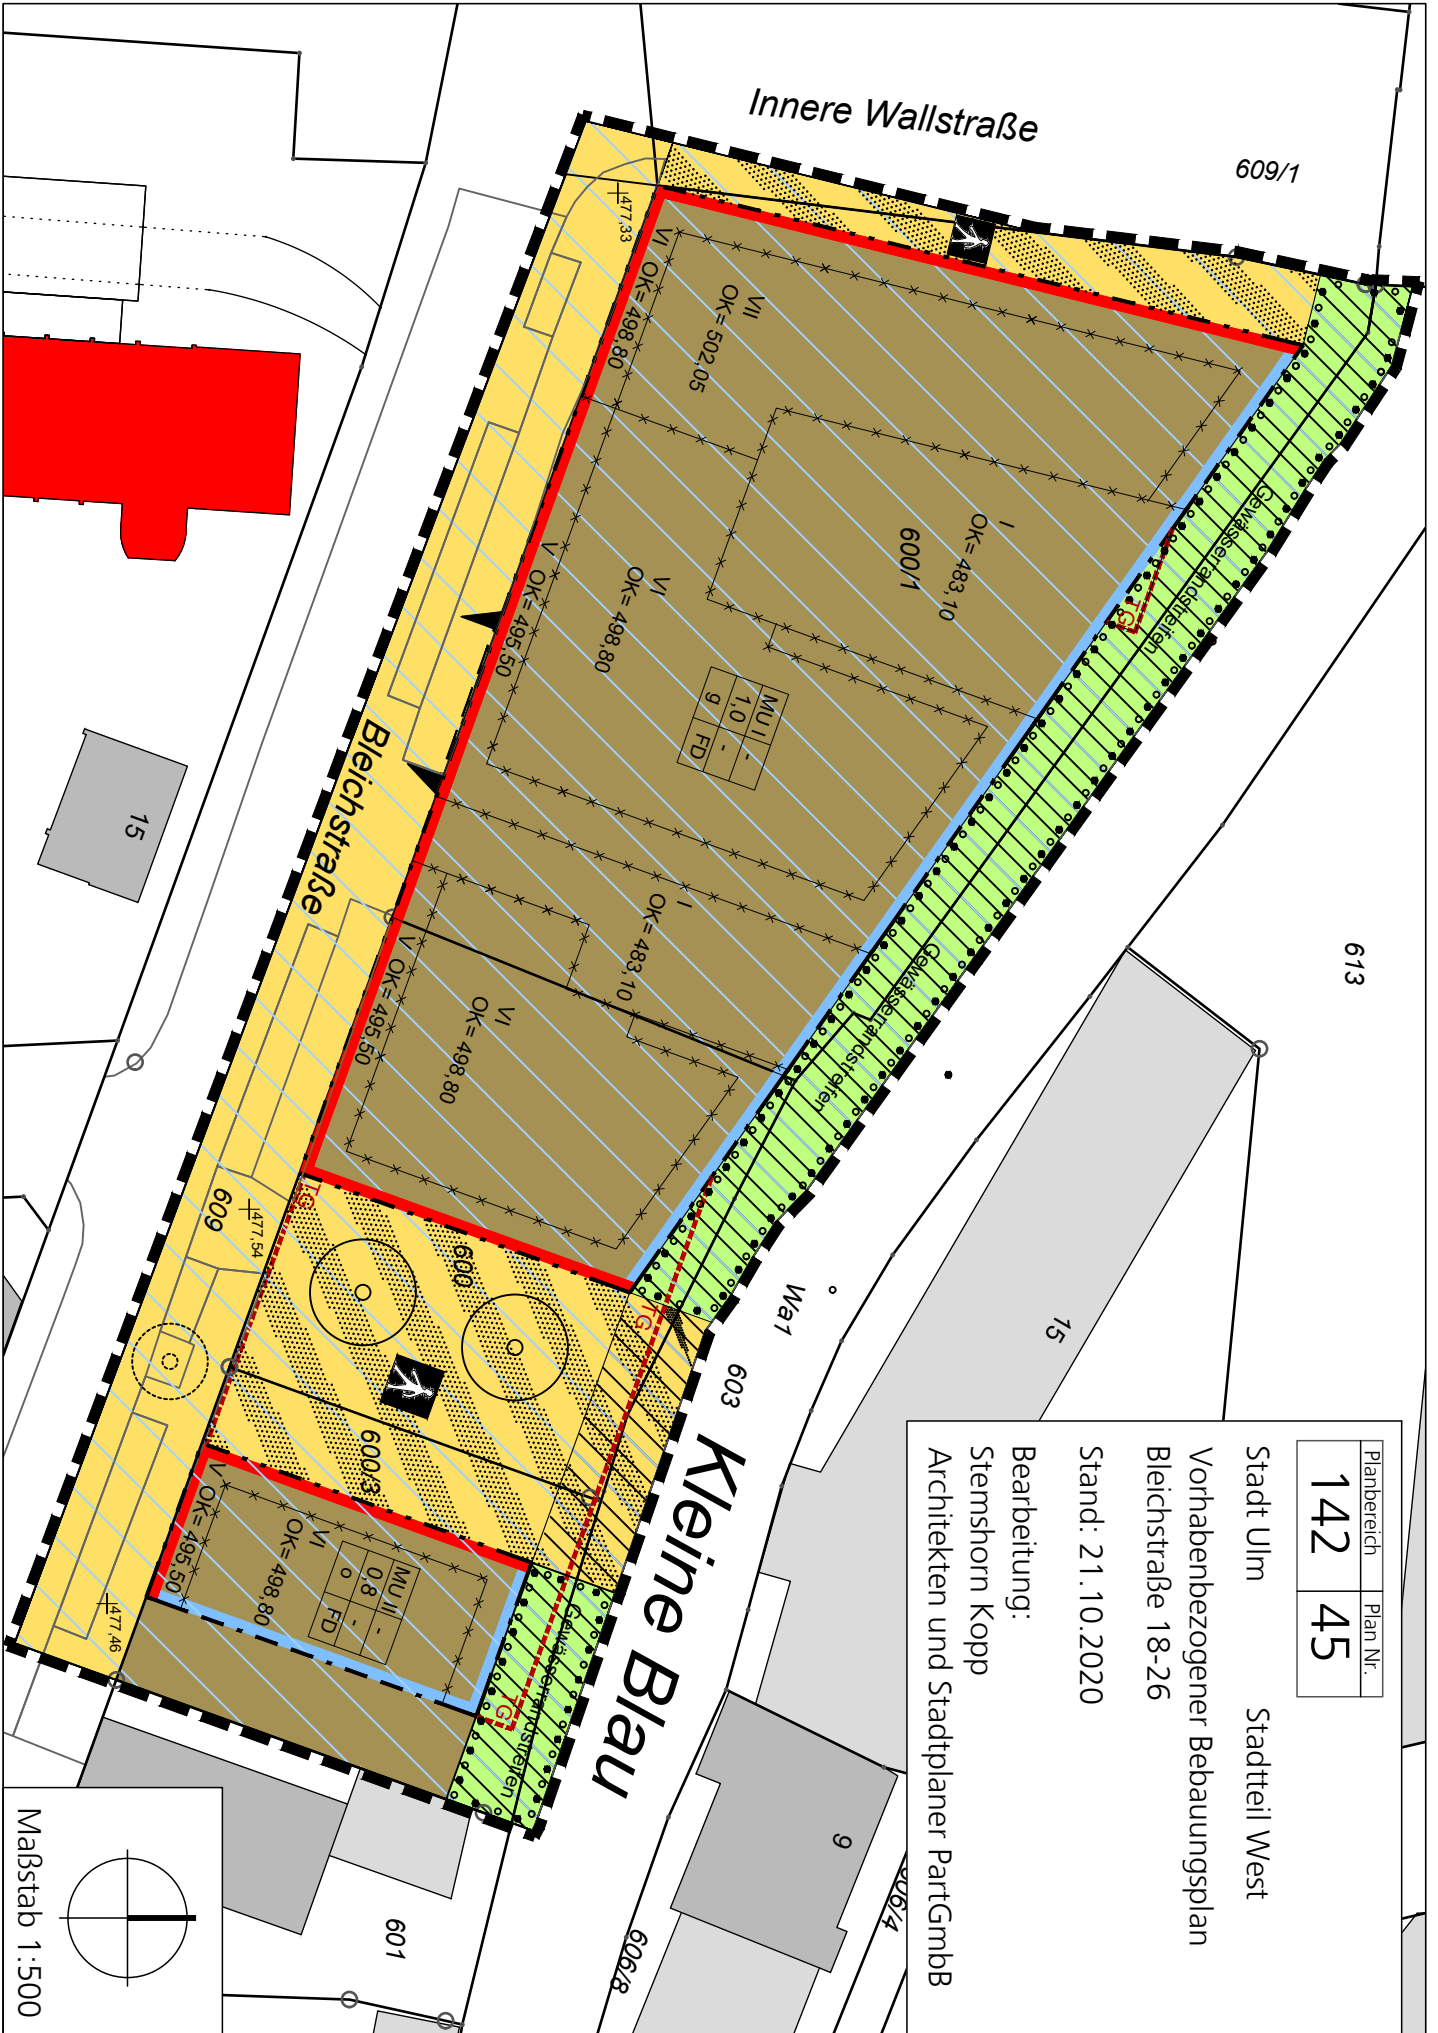 Planbereich
Plan Nr.
142
45
Stadt Ulm
Stadtteil West
Vorhabenbezogener Bebauungsplan
Bleichstraße 18-26
Stand: 21.10.2020
Bearbeitung:
Stemshorn Kopp
Architekten und Stadtplaner PartGmbB
Innere Wallstraße
609/1
613
477,33
VI OK= 498,80
VII
OK= 502,05
I
OK= 483,10
600/1
VI
OK= 498,80
V OK= 495,50
MU I -
1,0 -
g FD
Gewässerrandstreifen
TG
Bleichstraße
15
I
OK= 483,10
VI
OK= 498,80
V OK= 495,50
Gewässerrandstreifen
15
Wa1
603
Kleine Blau
609
477,54
TG
TG
600
600/3
V OK= 495,50
VI
OK= 498,80
MU II -
0,8 -
o FD
Gewässerrandstreifen
TG
477,46
9
606/4
606/8
601
Maßstab 1:500